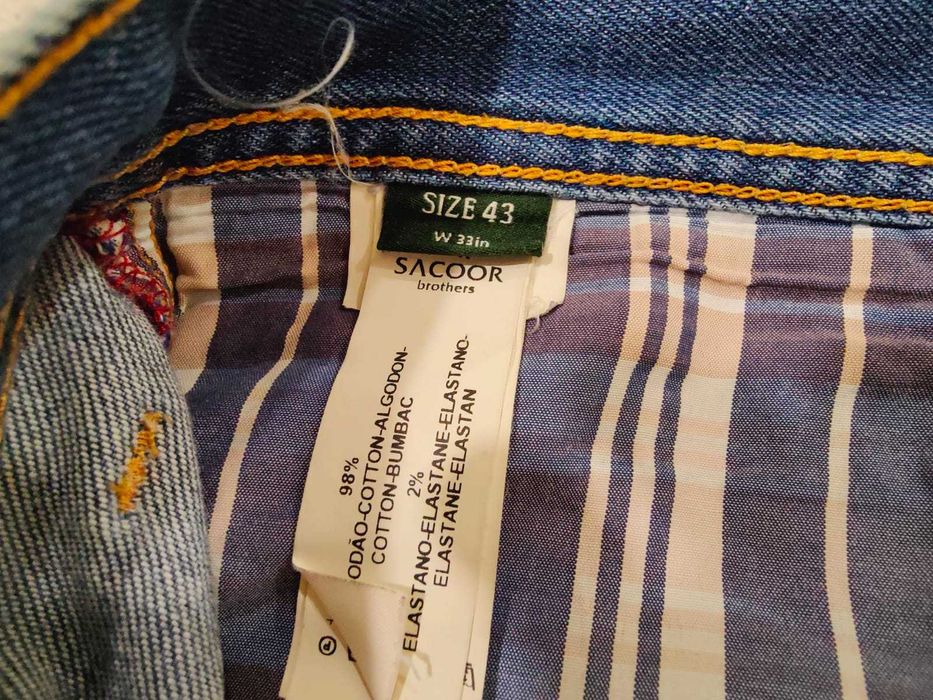 SIZE 43
W 33in
SACOOR
brothers
98%
ODÃO-COTTON-ALGODON-
COTTON-BUMBAC
2%
ELASTANO-ELASTANE-ELASTANO-
ELASTANE-ELASTAN